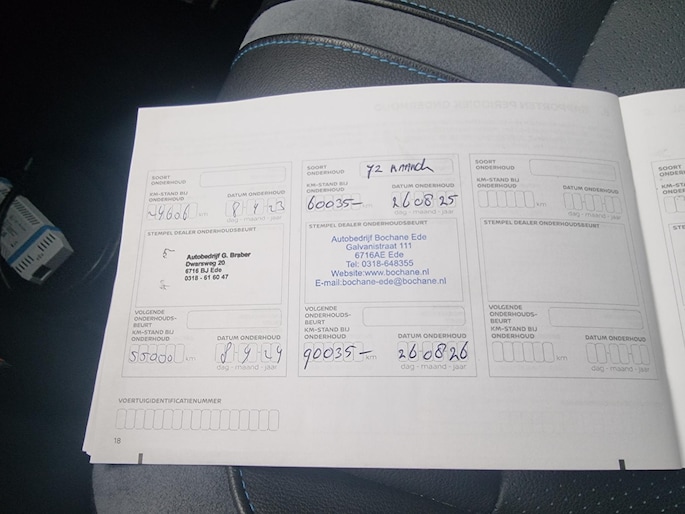 SOORT
ONDERHOUD
KM-STAND BIJ
ONDERHOUD
DATUM ONDERHOUD
km
8 9 23
dag - maand - jaar
STEMPEL DEALER ONDERHOUDSBEURT
Autobedrijf G. Braber
Dwarsweg 20
6716 BJ Ede
0318 - 61 60 47
VOLGENDE
ONDERHOUDS-
BEURT
KM-STAND BIJ
ONDERHOUD
DATUM ONDERHOUD
55000 km
8 9 24
dag - maand - jaar
SOORT
ONDERHOUD
72 maand
KM-STAND BIJ
ONDERHOUD
DATUM ONDERHOUD
60035-
26 08 25
dag - maand - jaar
STEMPEL DEALER ONDERHOUDSBEURT
Autobedrijf Bochane Ede
Galvanistraat 111
6716AE Ede
Tel: 0318-648355
Website:www.bochane.nl
E-mail:bochane-ede@bochane.nl
VOLGENDE
ONDERHOUDS-
BEURT
KM-STAND BIJ
ONDERHOUD
DATUM ONDERHOUD
90035- km
26 08 26
dag - maand - jaar
SOORT
ONDERHOUD
KM-STAND BIJ
ONDERHOUD
DATUM ONDERHOUD
km
dag - maand - jaar
STEMPEL DEALER ONDERHOUDSBEURT
VOLGENDE
ONDERHOUDS-
BEURT
KM-STAND BIJ
ONDERHOUD
DATUM ONDERHOUD
km
dag - maand - jaar
VOERTUIGIDENTIFICATIENUMMER
18